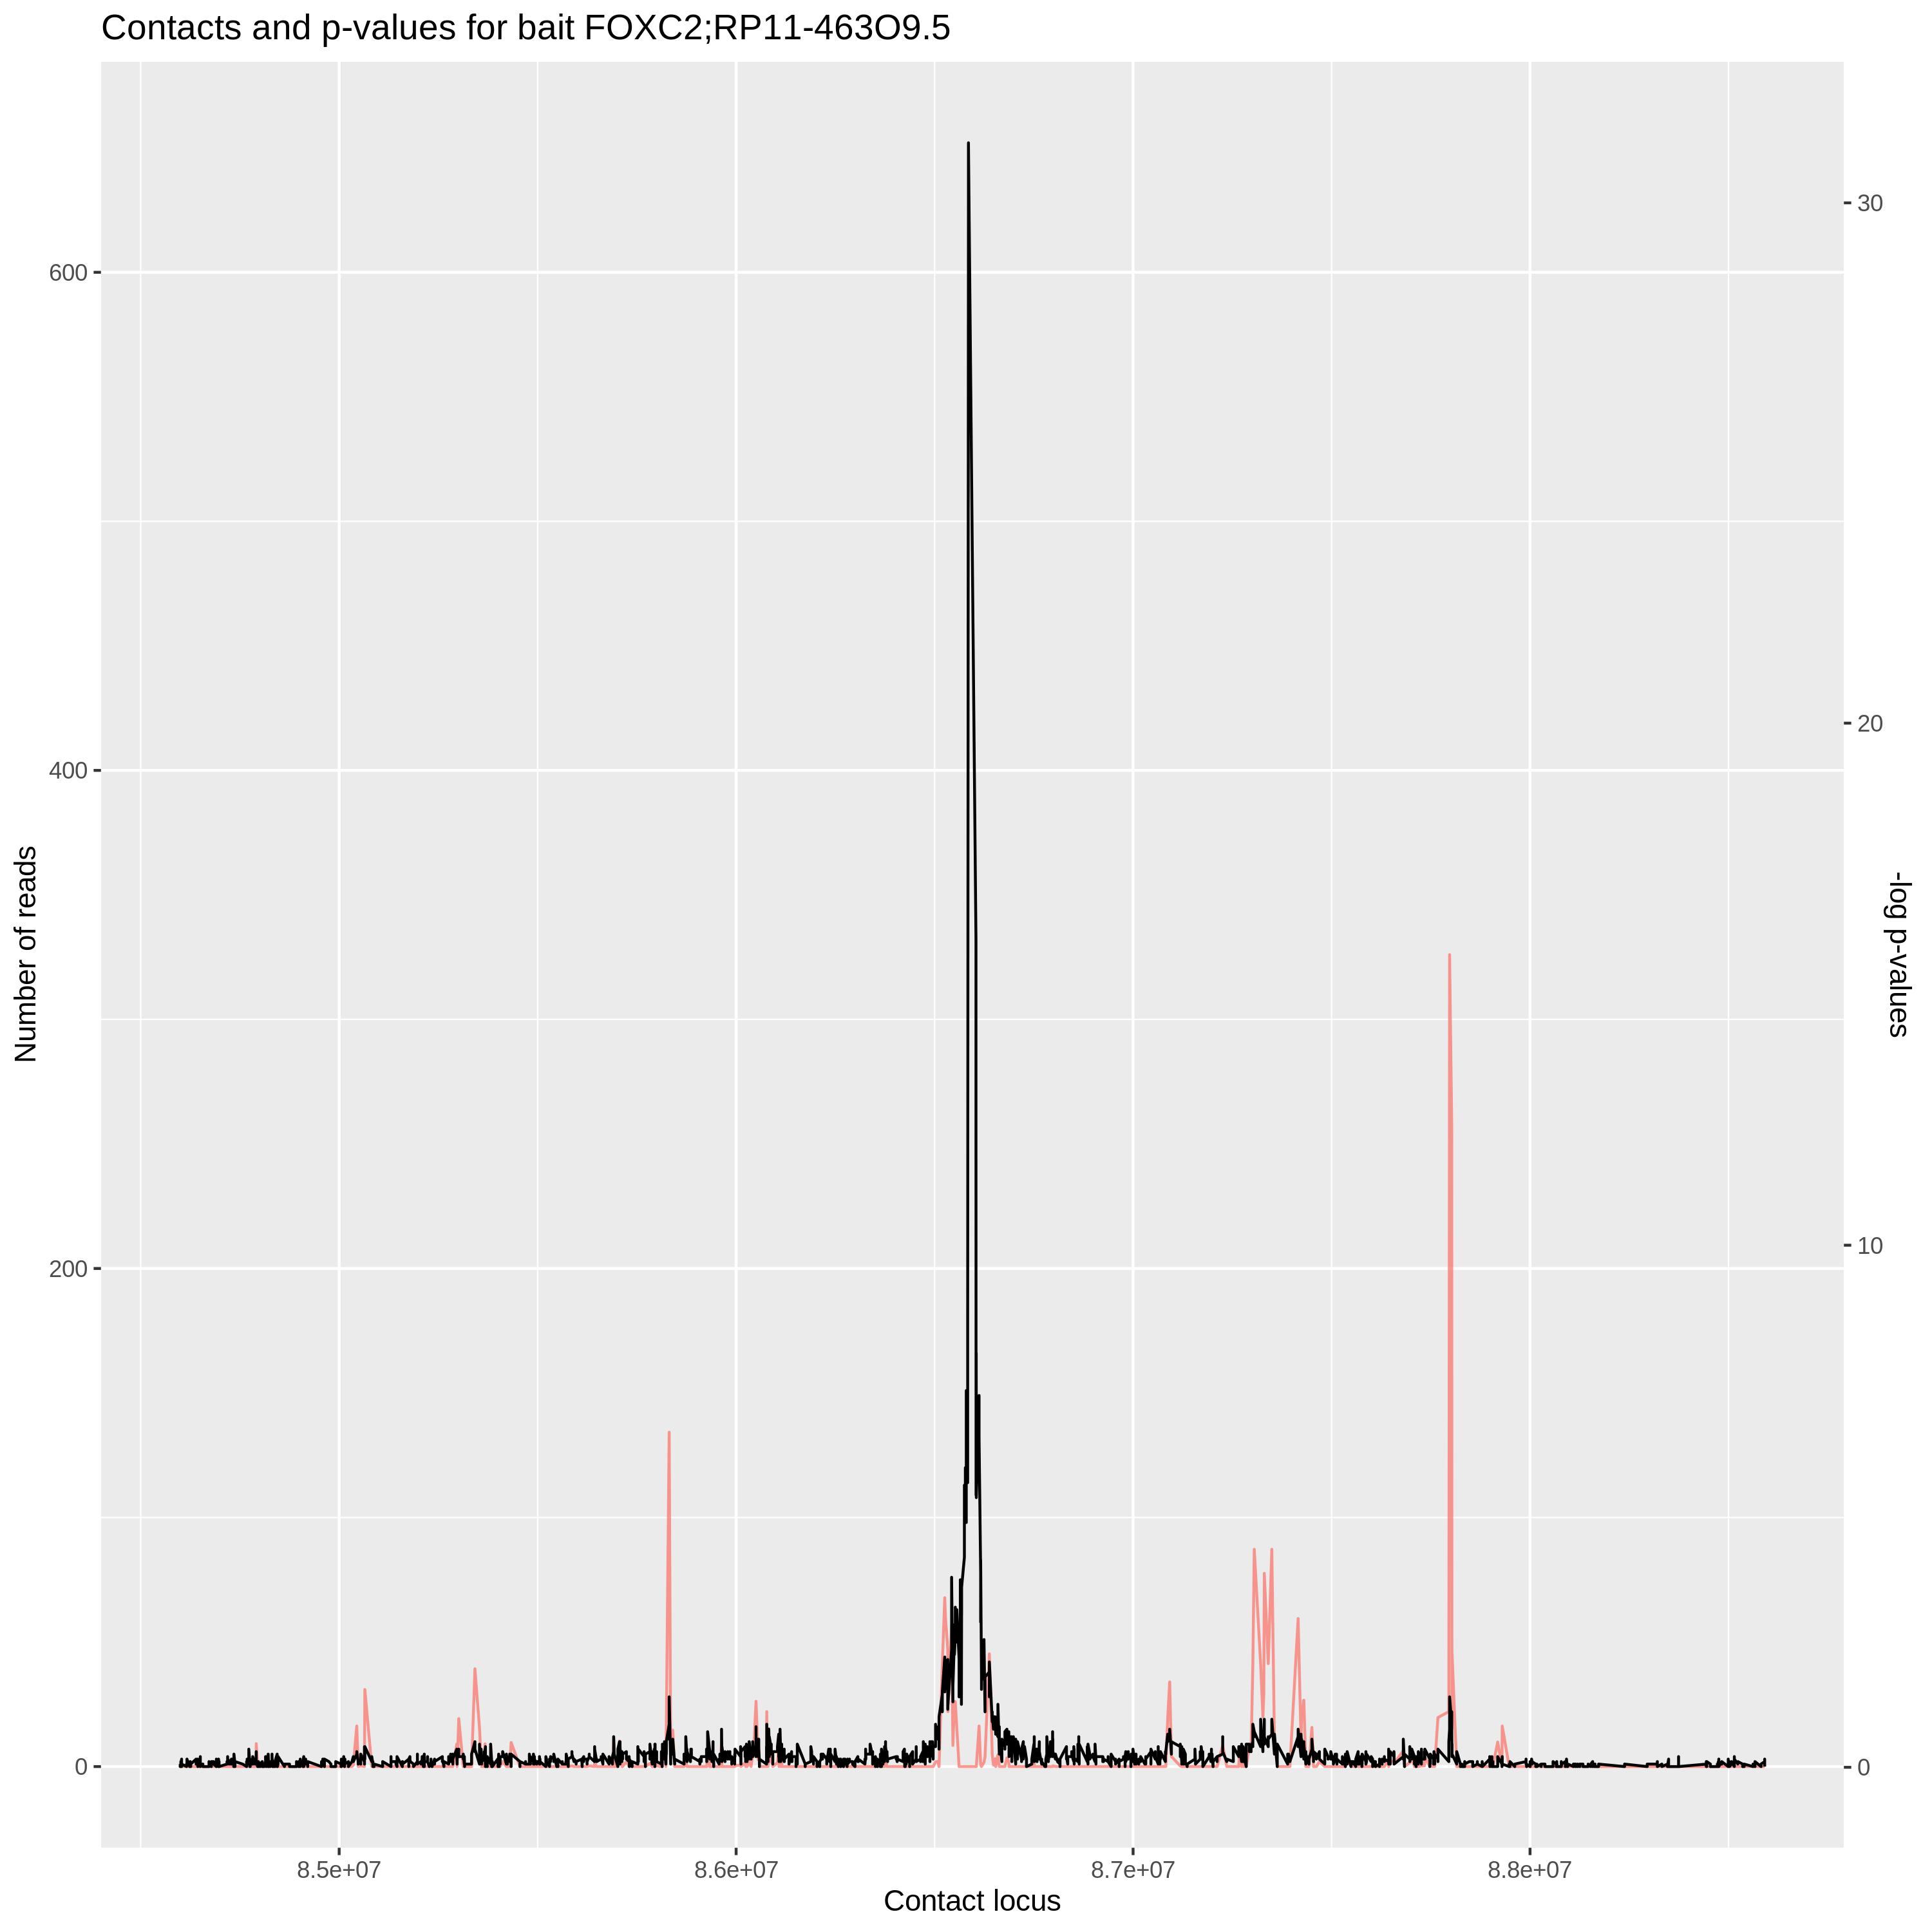 Contacts and p-values for bait FOXC2;RP11-463O9.5
600
400
200
0
Number of reads
30
20
10
0
-log p-values
8.5e+07
8.6e+07
8.7e+07
8.8e+07
Contact locus